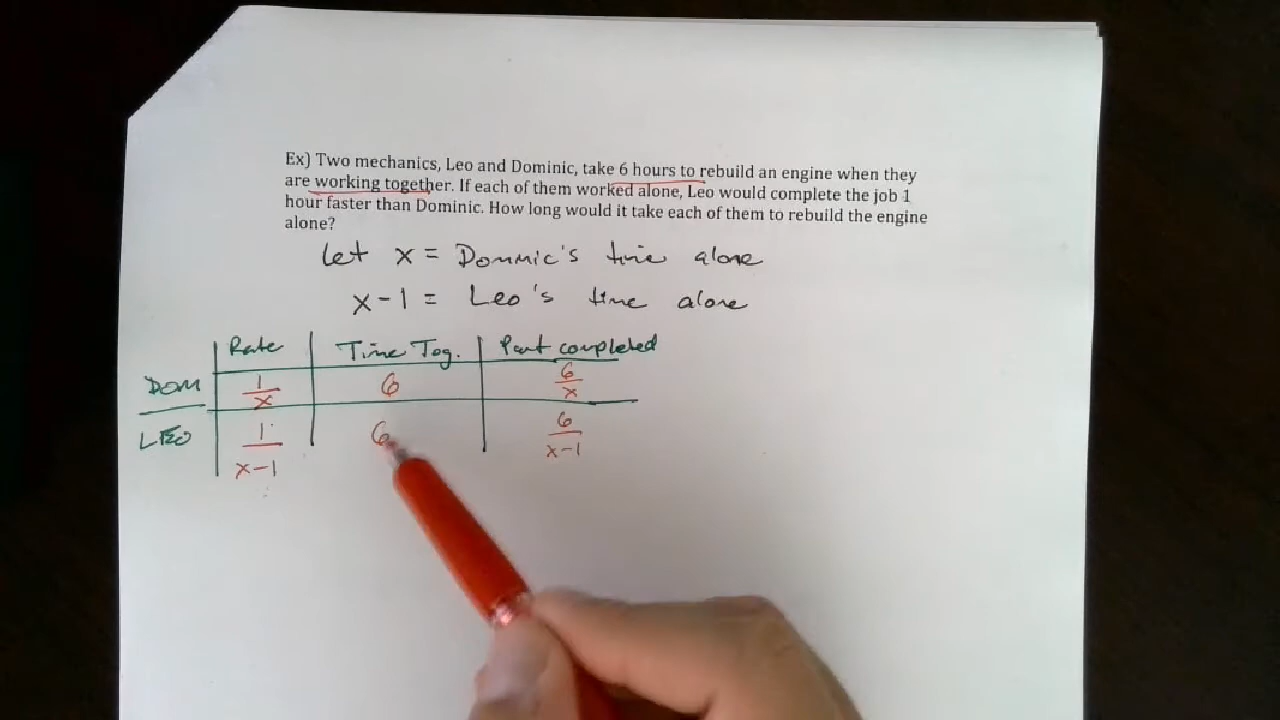 Ex) Two mechanics, Leo and Dominic, take 6 hours to rebuild an engine when they
are working together. If each of them worked alone, Leo would complete the job 1
hour faster than Dominic. How long would it take each of them to rebuild the engine
alone?
Let x = Dominic's time alone
x-1 = Leo's time alone
Rate Time Tog. Part completed
DOM 1/x 6 6/x
LEO 1/x-1 6 6/x-1